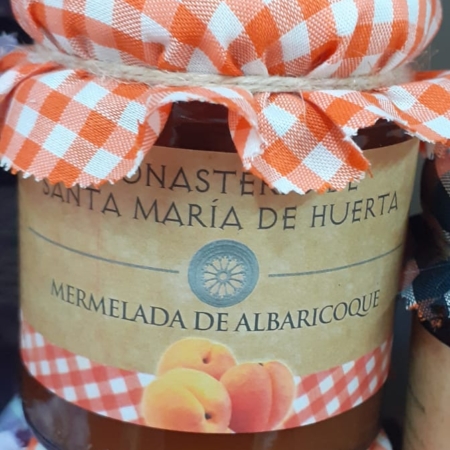 SANTA MARÍA DE HUERTA
MERMELADA DE ALBARICOQUE